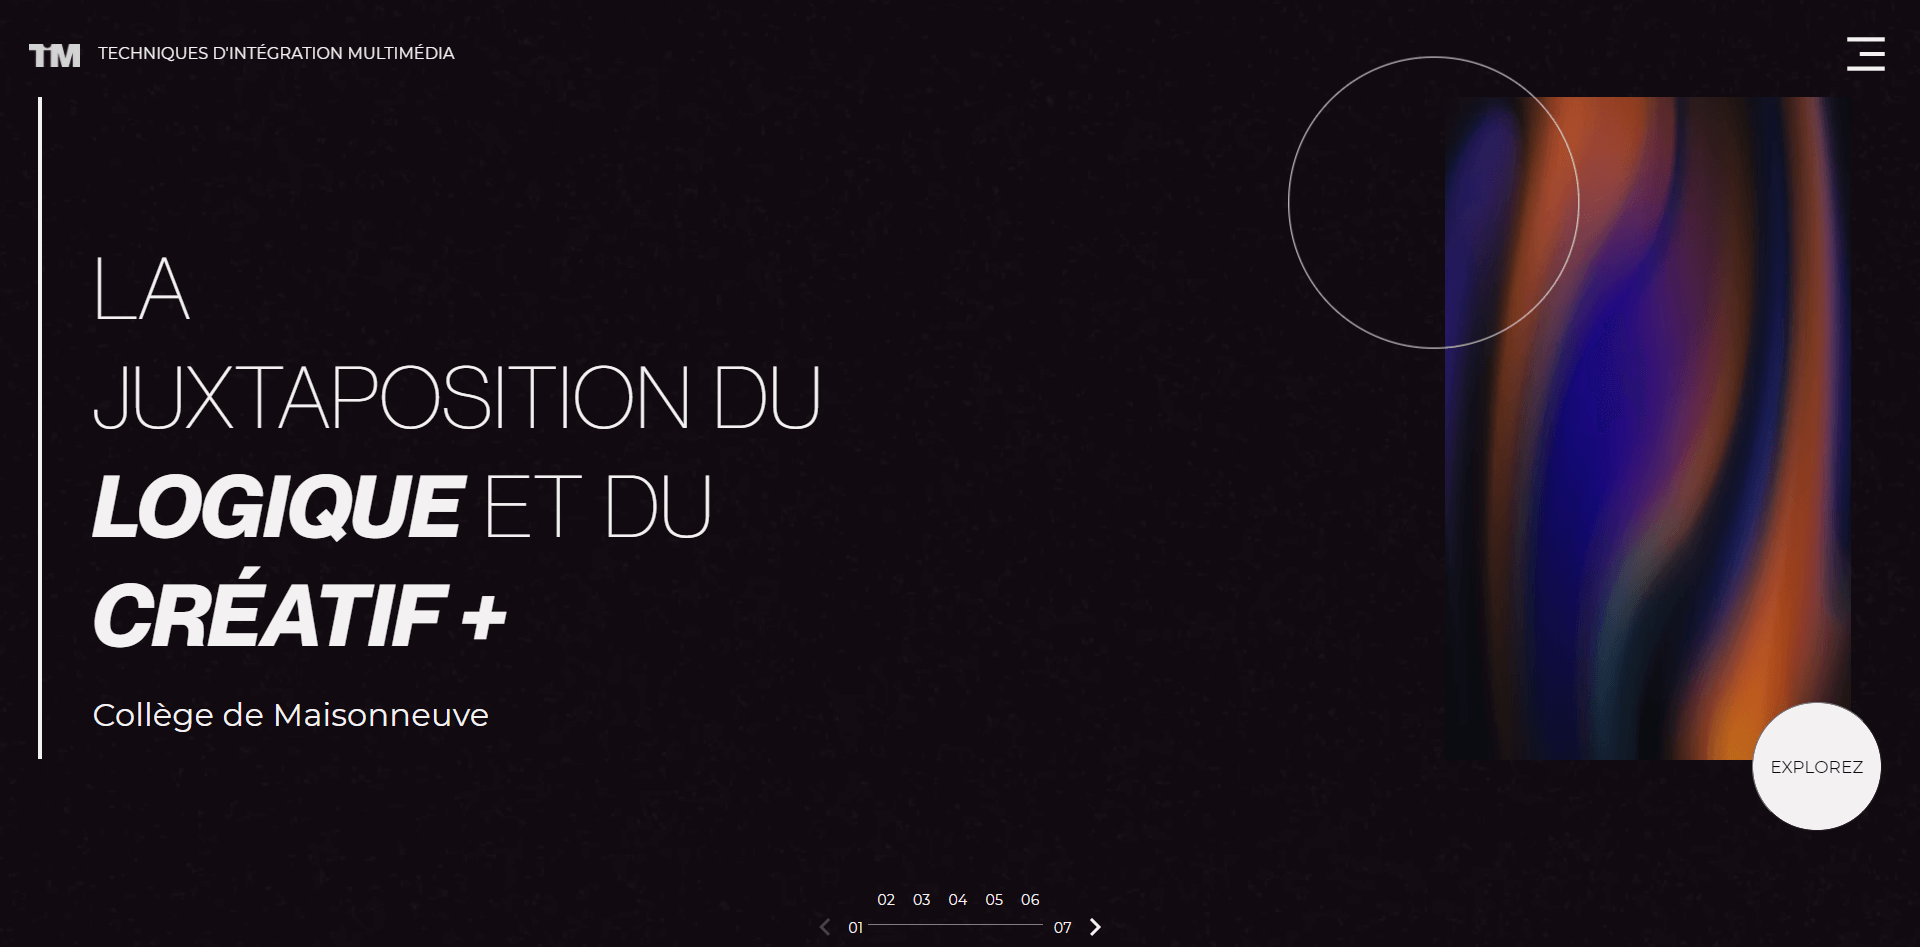 TIM TECHNIQUES D'INTÉGRATION MULTIMÉDIA
LA
JUXTAPOSITION DU
LOGIQUE ET DU
CRÉATIF +
Collège de Maisonneuve
EXPLOREZ
02 03 04 05 06
01 07